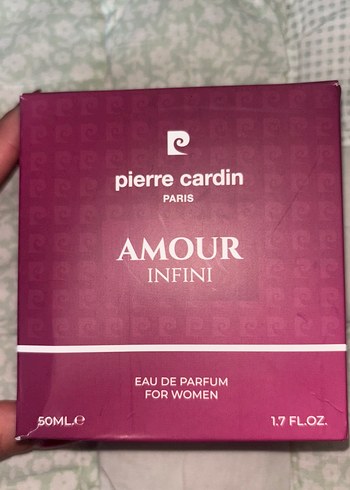 pierre cardin
PARIS
AMOUR
INFINI
EAU DE PARFUM
FOR WOMEN
50ML.℮ 1.7 FL.OZ.